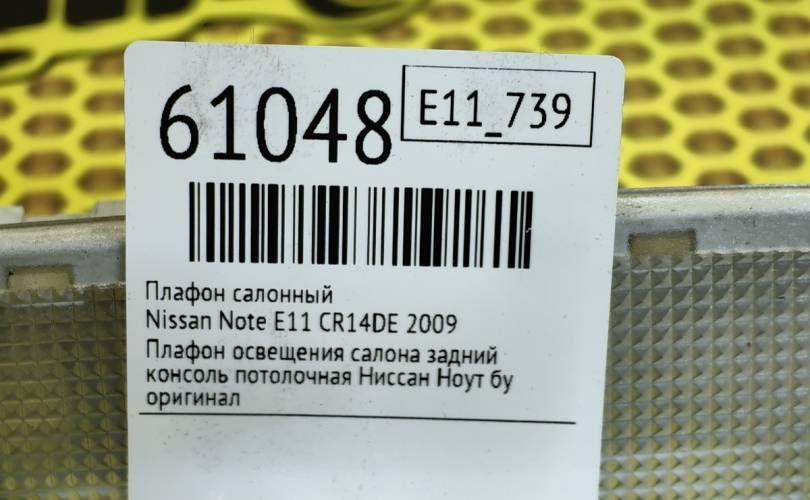 61048
E11_739
Плафон салонный
Nissan Note E11 CR14DE 2009
Плафон освещения салона задний
консоль потолочная Ниссан Ноут бу
оригинал